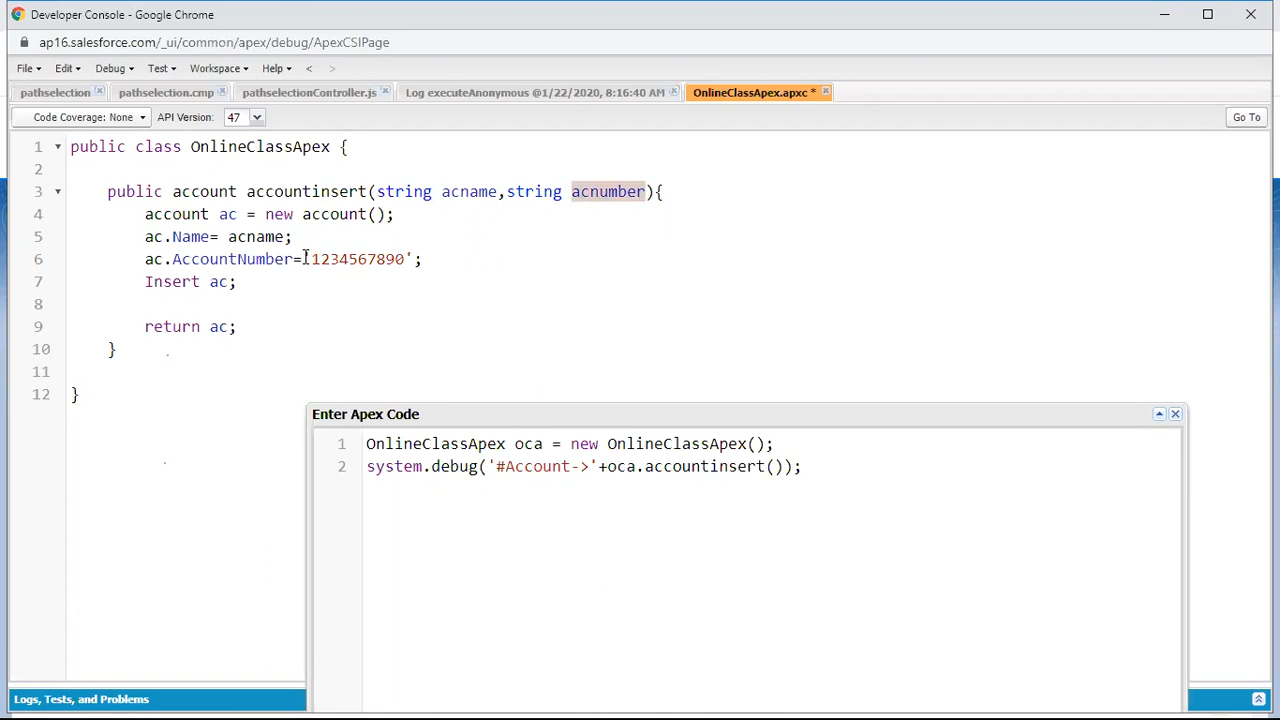 Developer Console - Google Chrome
ap16.salesforce.com/_ui/common/apex/debug/ApexCSIPage
File Edit Debug Test Workspace Help < >
pathselection pathselection.cmp pathselectionController.js Log executeAnonymous @1/22/2020, 8:16:40 AM OnlineClassApex.apxc *
Code Coverage: None API Version: 47 Go To
1 public class OnlineClassApex {
2
3 public account accountinsert(string acname,string acnumber){
4 account ac = new account();
5 ac.Name= acname;
6 ac.AccountNumber='1234567890';
7 Insert ac;
8
9 return ac;
10 }
11
12 }
Enter Apex Code
1 OnlineClassApex oca = new OnlineClassApex();
2 system.debug('#Account->'+oca.accountinsert());
Logs, Tests, and Problems